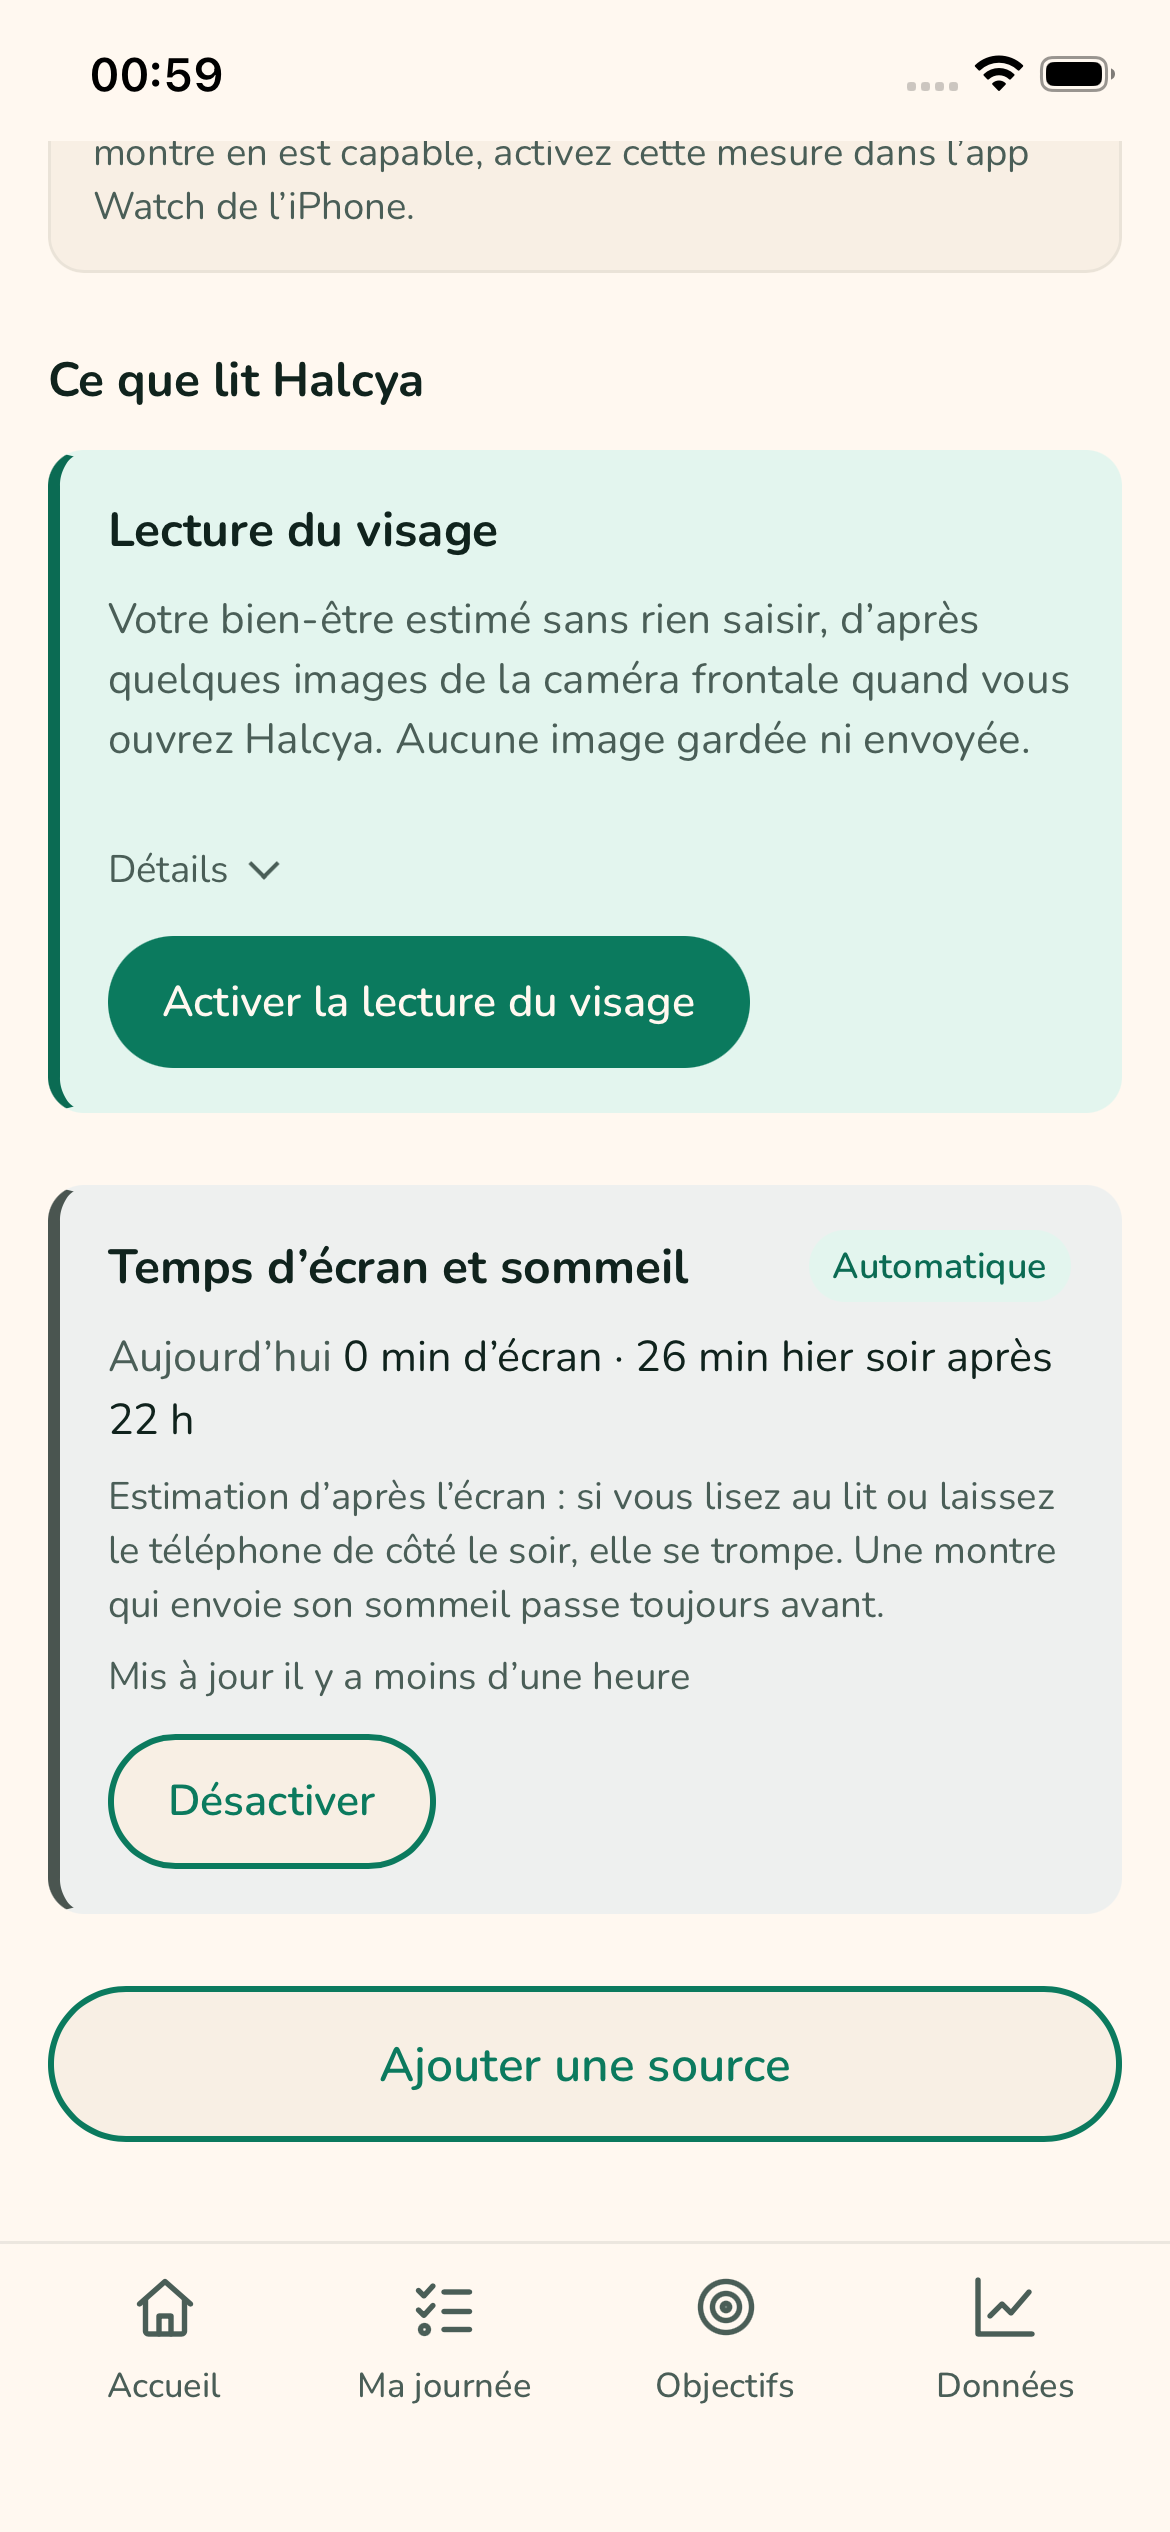 00:59
montre en est capable, activez cette mesure dans l’app
Watch de l’iPhone.
Ce que lit Halcya
Lecture du visage
Votre bien-être estimé sans rien saisir, d’après
quelques images de la caméra frontale quand vous
ouvrez Halcya. Aucune image gardée ni envoyée.
Détails
Activer la lecture du visage
Temps d’écran et sommeil
Automatique
Aujourd’hui 0 min d’écran · 26 min hier soir après
22 h
Estimation d’après l’écran : si vous lisez au lit ou laissez
le téléphone de côté le soir, elle se trompe. Une montre
qui envoie son sommeil passe toujours avant.
Mis à jour il y a moins d’une heure
Désactiver
Ajouter une source
Accueil
Ma journée
Objectifs
Données